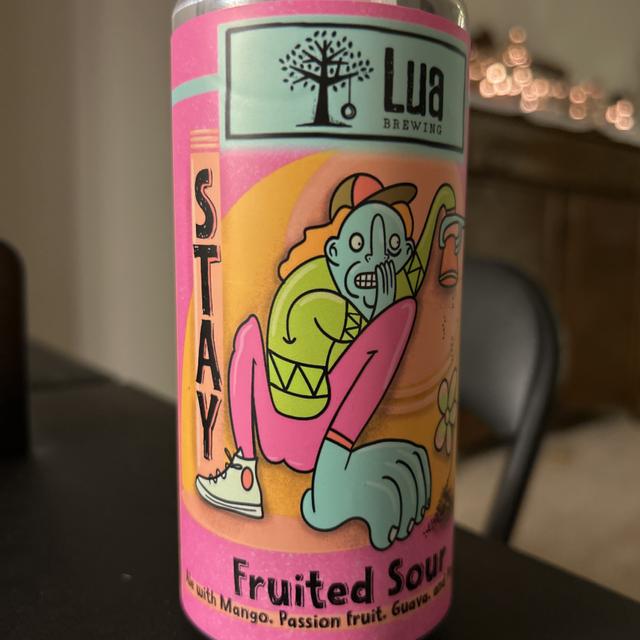 Lua
BREWING
STAY
Fruited Sour
Ale with Mango. Passion fruit. Guava. and